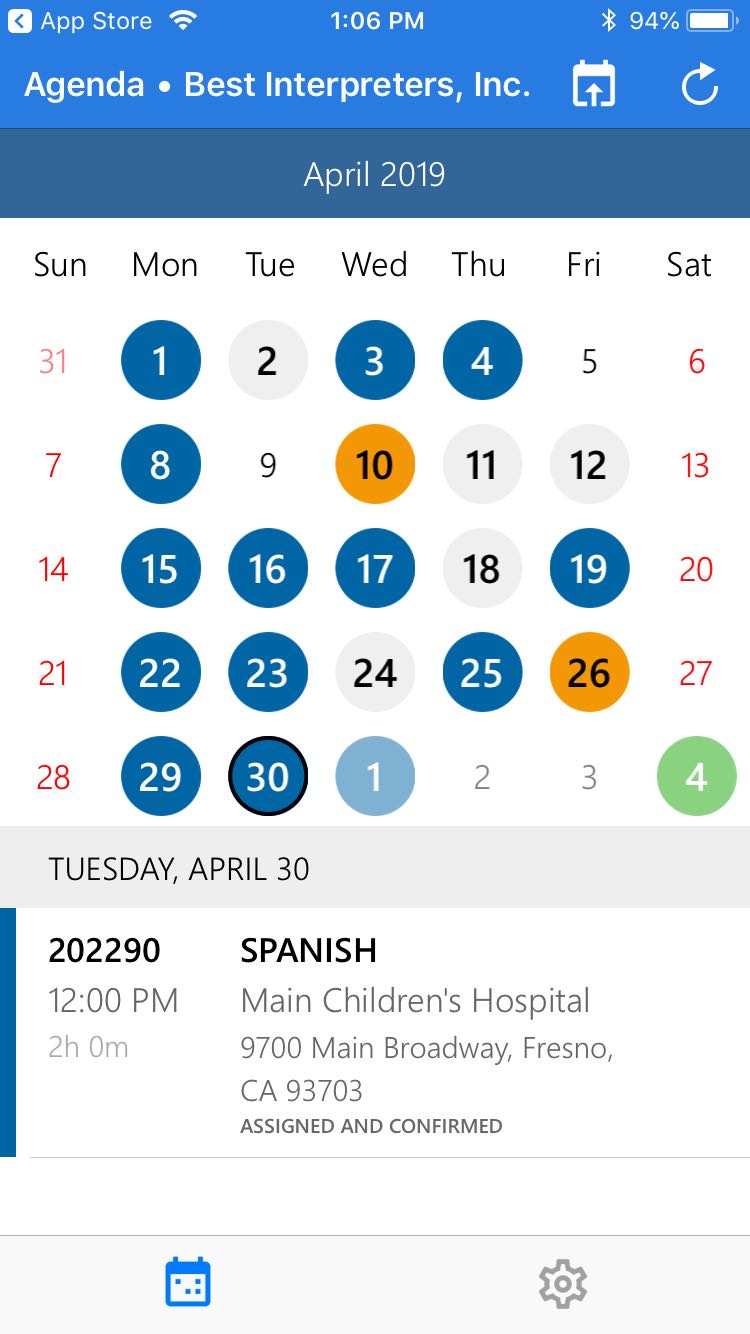 App Store 1:06 PM 94%
Agenda • Best Interpreters, Inc.
April 2019
Sun Mon Tue Wed Thu Fri Sat
31 1 2 3 4 5 6
7 8 9 10 11 12 13
14 15 16 17 18 19 20
21 22 23 24 25 26 27
28 29 30 1 2 3 4
TUESDAY, APRIL 30
202290 SPANISH
12:00 PM Main Children's Hospital
2h 0m 9700 Main Broadway, Fresno,
CA 93703
ASSIGNED AND CONFIRMED